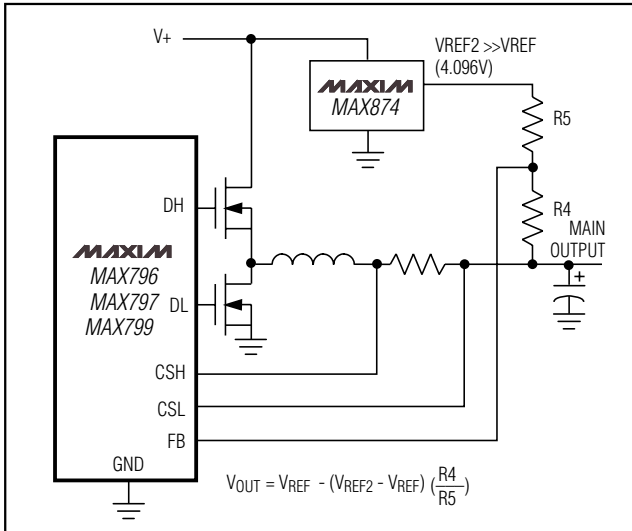 V+
VREF2 >>VREF
(4.096V)
MAXIM
MAX874
R5
R4
MAIN
OUTPUT
+
DH
MAXIM
MAX796
MAX797
MAX799
DL
CSH
CSL
FB
GND
VOUT = VREF - (VREF2 - VREF) (R4/R5)